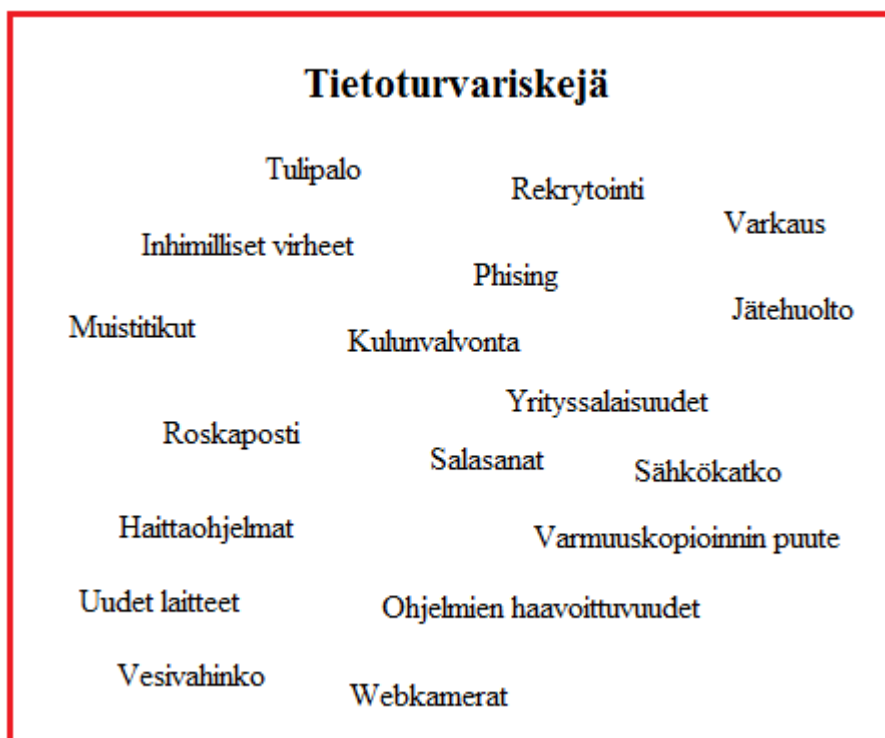 Tietoturvariskejä
Tulipalo
Rekrytointi
Varkaus
Inhimilliset virheet
Phising
Jätehuolto
Muistitikut
Kulunvalvonta
Yrityssalaisuudet
Roskaposti
Salasanat
Sähkökatko
Haittaohjelmat
Varmuuskopioinnin puute
Uudet laitteet
Ohjelmien haavoittuvuudet
Vesivahinko
Webkamerat